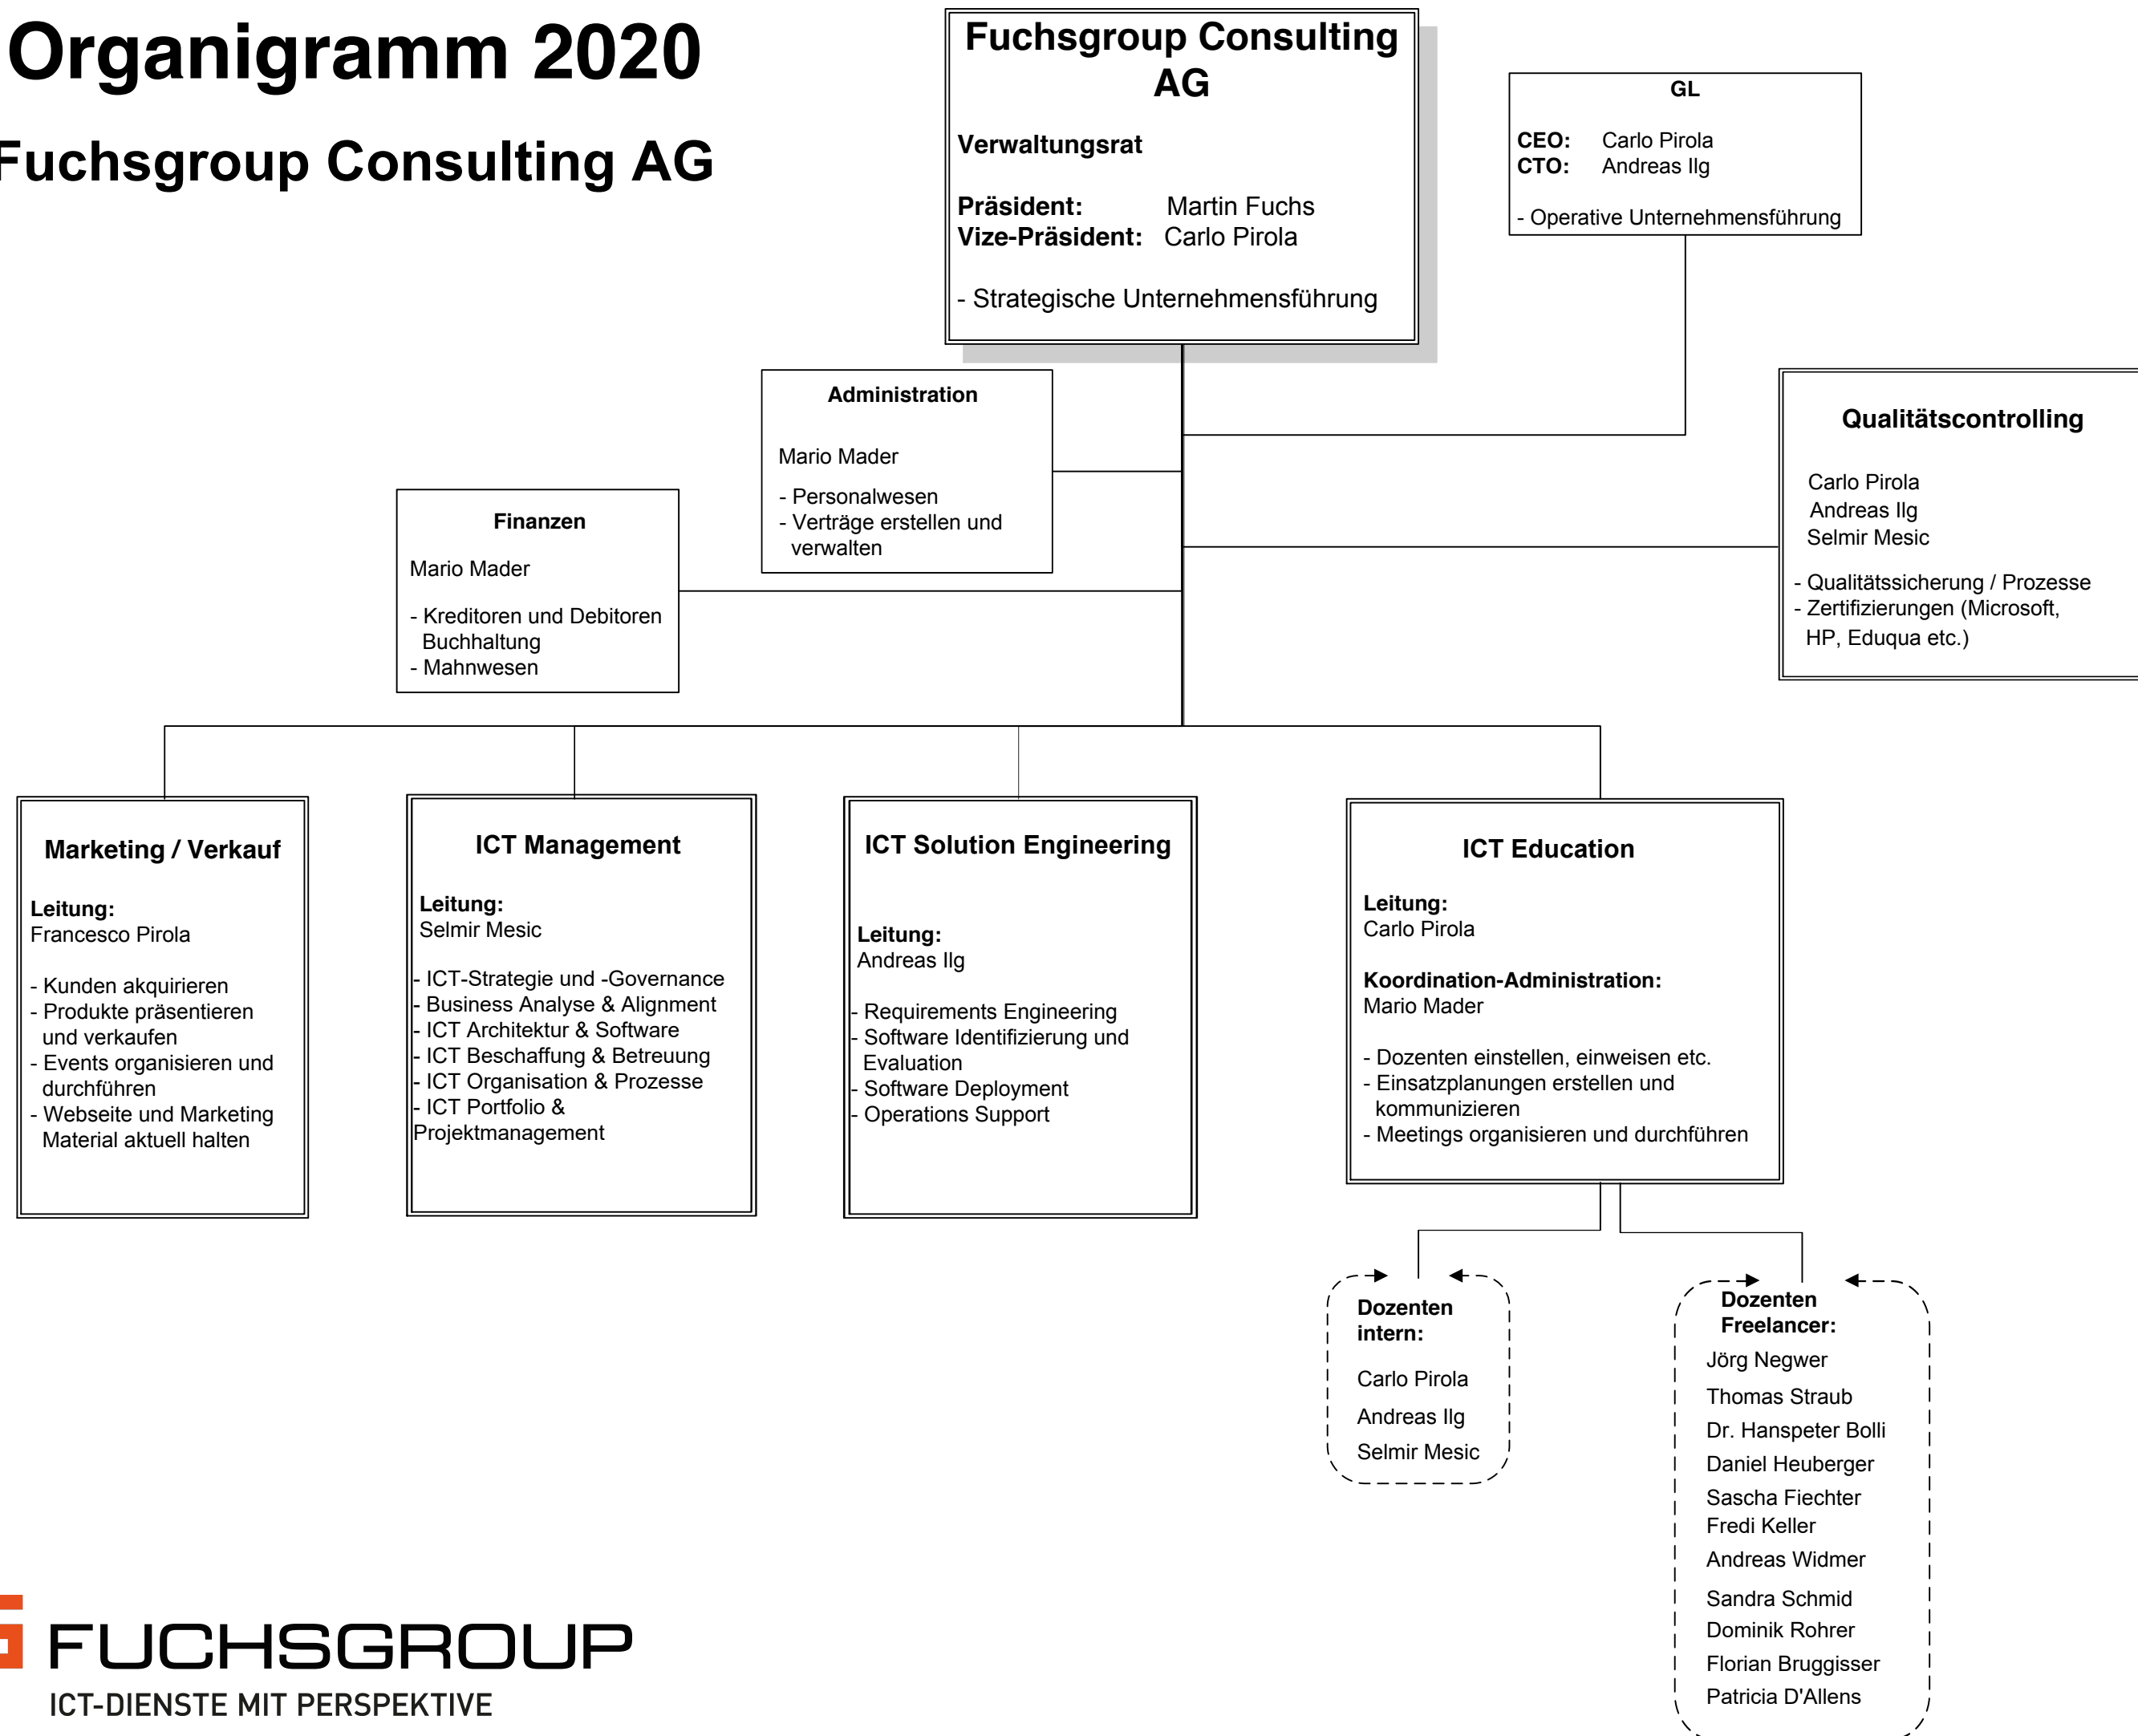 Organigramm 2020
Fuchsgroup Consulting AG
Fuchsgroup Consulting
AG
Verwaltungsrat
Präsident: Martin Fuchs
Vize-Präsident: Carlo Pirola
- Strategische Unternehmensführung
GL
CEO: Carlo Pirola
CTO: Andreas Ilg
- Operative Unternehmensführung
Administration
Mario Mader
- Personalwesen
- Verträge erstellen und
verwalten
Qualitätscontrolling
Carlo Pirola
Andreas Ilg
Selmir Mesic
- Qualitätssicherung / Prozesse
- Zertifizierungen (Microsoft,
HP, Eduqua etc.)
Finanzen
Mario Mader
- Kreditoren und Debitoren
Buchhaltung
- Mahnwesen
Marketing / Verkauf
Leitung:
Francesco Pirola
- Kunden akquirieren
- Produkte präsentieren
und verkaufen
- Events organisieren und
durchführen
- Webseite und Marketing
Material aktuell halten
ICT Management
Leitung:
Selmir Mesic
- ICT-Strategie und -Governance
- Business Analyse & Alignment
- ICT Architektur & Software
- ICT Beschaffung & Betreuung
- ICT Organisation & Prozesse
- ICT Portfolio &
Projektmanagement
ICT Solution Engineering
Leitung:
Andreas Ilg
- Requirements Engineering
- Software Identifizierung und
Evaluation
- Software Deployment
- Operations Support
ICT Education
Leitung:
Carlo Pirola
Koordination-Administration:
Mario Mader
- Dozenten einstellen, einweisen etc.
- Einsatzplanungen erstellen und
kommunizieren
- Meetings organisieren und durchführen
Dozenten
intern:
Carlo Pirola
Andreas Ilg
Selmir Mesic
Dozenten
Freelancer:
Jörg Negwer
Thomas Straub
Dr. Hanspeter Bolli
Daniel Heuberger
Sascha Fiechter
Fredi Keller
Andreas Widmer
Sandra Schmid
Dominik Rohrer
Florian Bruggisser
Patricia D'Allens
FUCHSGROUP
ICT-DIENSTE MIT PERSPEKTIVE